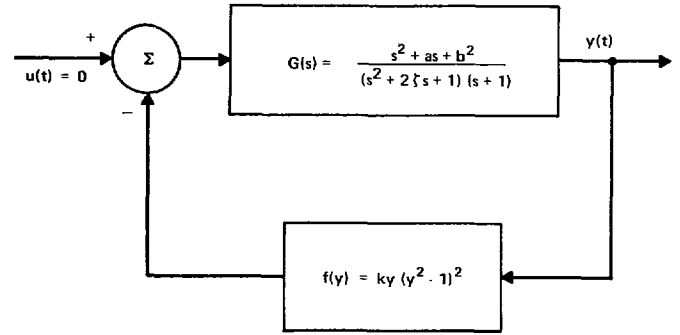 +
Σ
u(t) = 0
−
G(s) = s² + as + b²
(s² + 2ζs + 1) (s + 1)
y(t)
f(y) = ky (y² - 1)²